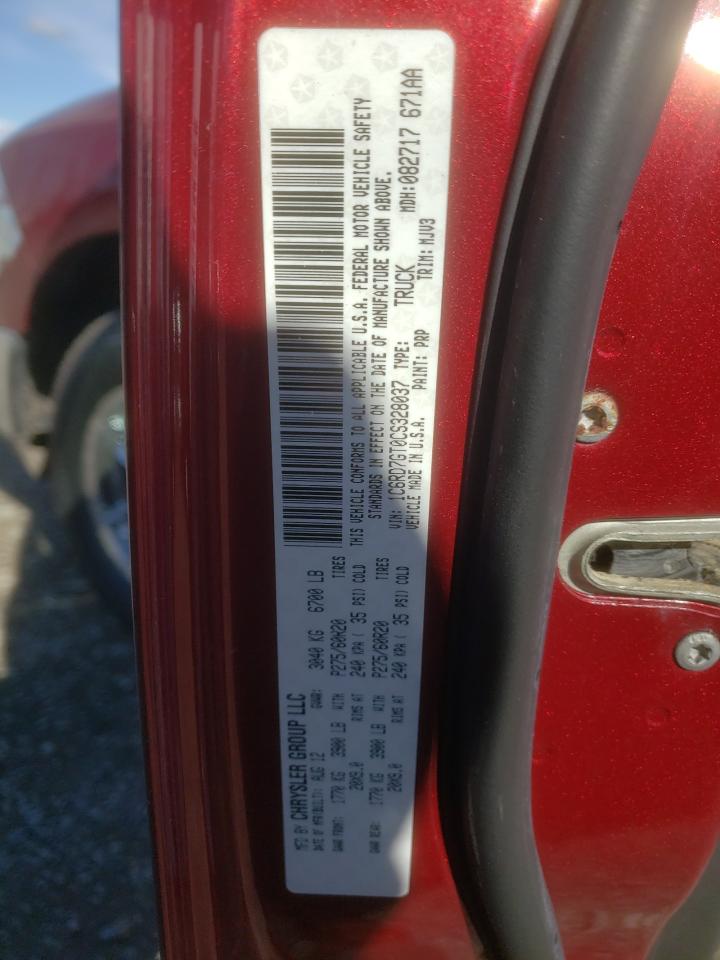 MFD BY CHRYSLER GROUP LLC
DATE OF MFR(BUILT): AUG 12 GVWR: 3040 KG 6700 LB
GAWR FRONT: 1770 KG 3900 LB WITH P275/60R20 TIRES
20X9.0 RIMS AT 240 KPA ( 35 PSI) COLD
GAWR REAR: 1770 KG 3900 LB WITH P275/60R20 TIRES
20X9.0 RIMS AT 240 KPA ( 35 PSI) COLD
THIS VEHICLE CONFORMS TO ALL APPLICABLE U.S.A. FEDERAL MOTOR VEHICLE SAFETY
STANDARDS IN EFFECT ON THE DATE OF MANUFACTURE SHOWN ABOVE.
VIN: 1C6RD7GT0CS328037 TYPE: TRUCK MDH:082717 671AA
VEHICLE MADE IN U.S.A. PAINT: PRP TRIM: MJV3